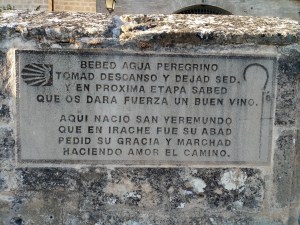 BEBED AGUA PEREGRINO
TOMAD DESCANSO Y DEJAD SED,
Y EN PROXIMA ETAPA SABED
QUE OS DARA FUERZA UN BUEN VINO.
AQUI NACIO SAN VEREMUNDO
QUE EN IRACHE FUE SU ABAD
PEDID SU GRACIA Y MARCHAD
HACIENDO AMOR EL CAMINO.